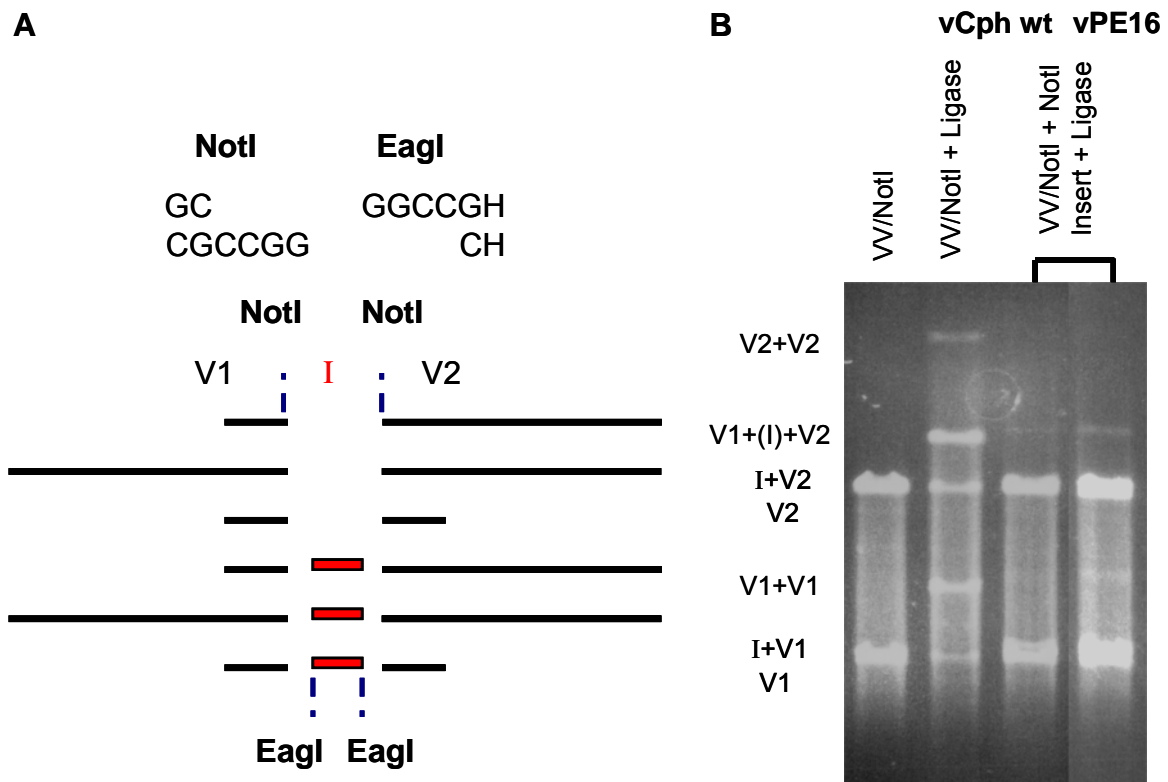 A
NotI EagI
GC GGCCGH
CGCCGG CH
NotI NotI
V1 I V2
EagI EagI
B
vCph wt vPE16
VV/NotI
VV/NotI + Ligase
VV/NotI + NotI
Insert + Ligase
V2+V2
V1+(I)+V2
I+V2
V2
V1+V1
I+V1
V1